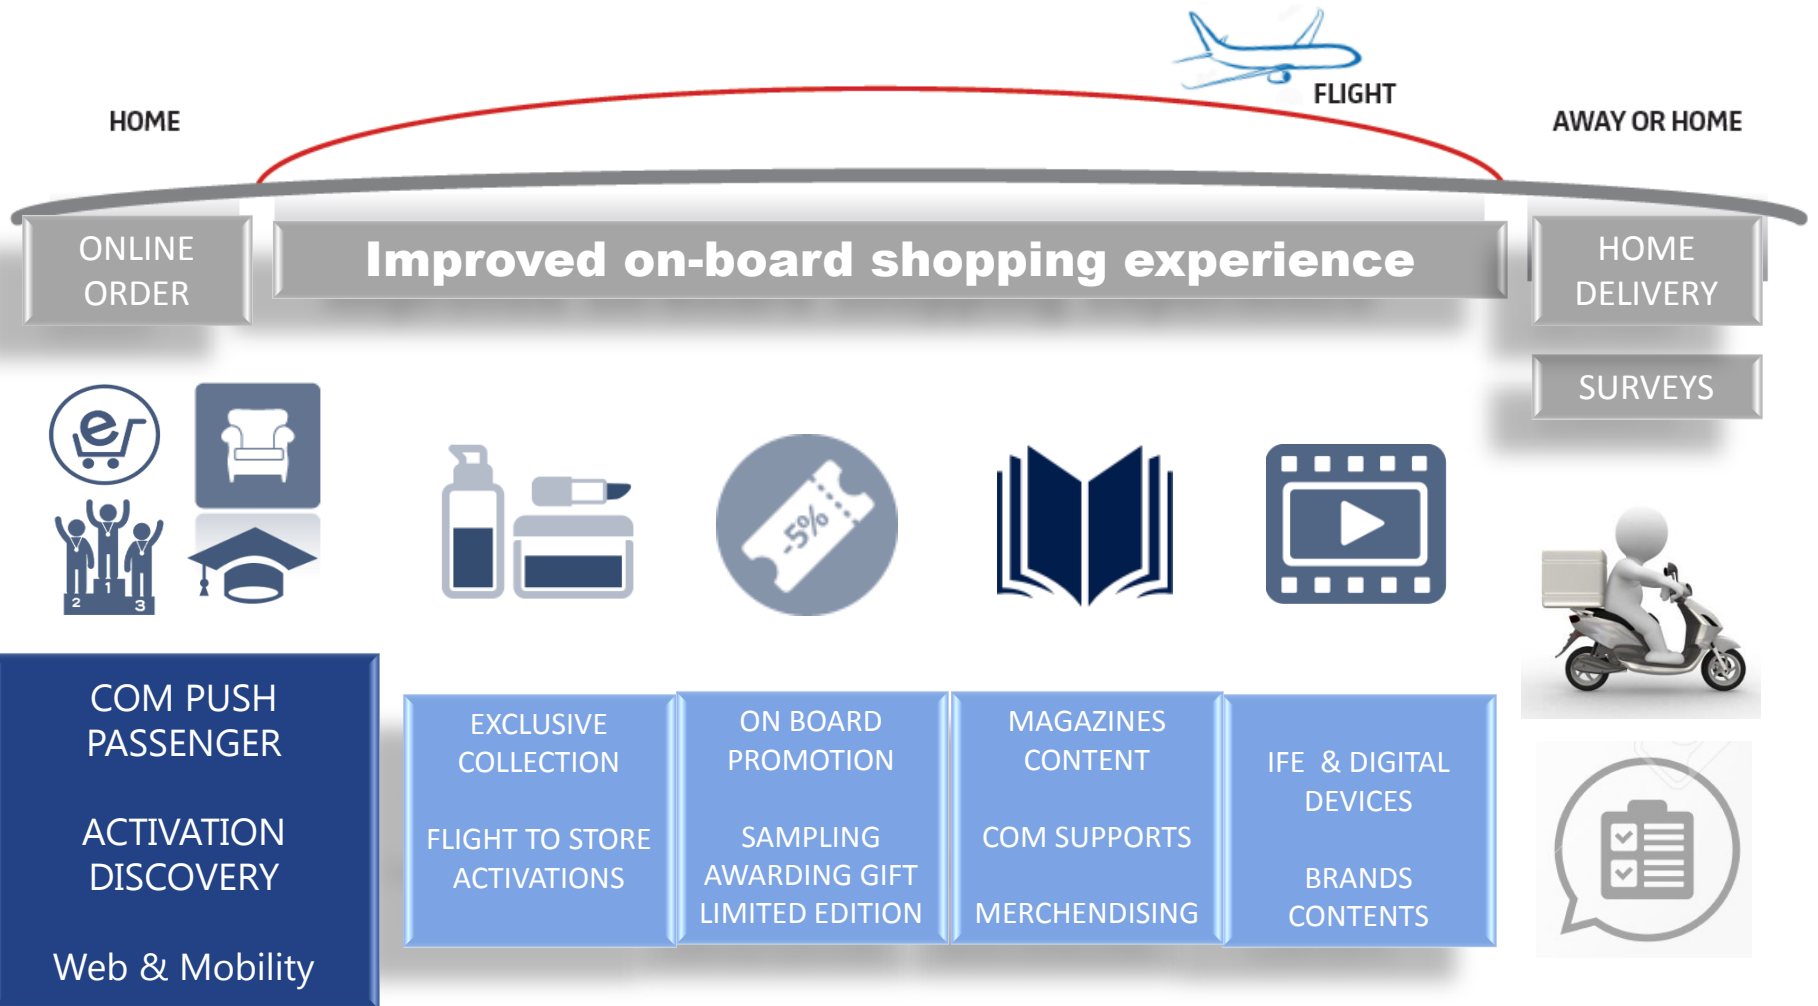 FLIGHT
HOME
AWAY OR HOME
ONLINE
ORDER
Improved on-board shopping experience
HOME
DELIVERY
SURVEYS
e
-5%
1
2
3
COM PUSH
PASSENGER
ACTIVATION
DISCOVERY
Web & Mobility
EXCLUSIVE
COLLECTION
FLIGHT TO STORE
ACTIVATIONS
ON BOARD
PROMOTION
SAMPLING
AWARDING GIFT
LIMITED EDITION
MAGAZINES
CONTENT
COM SUPPORTS
MERCHENDISING
IFE & DIGITAL
DEVICES
BRANDS
CONTENTS